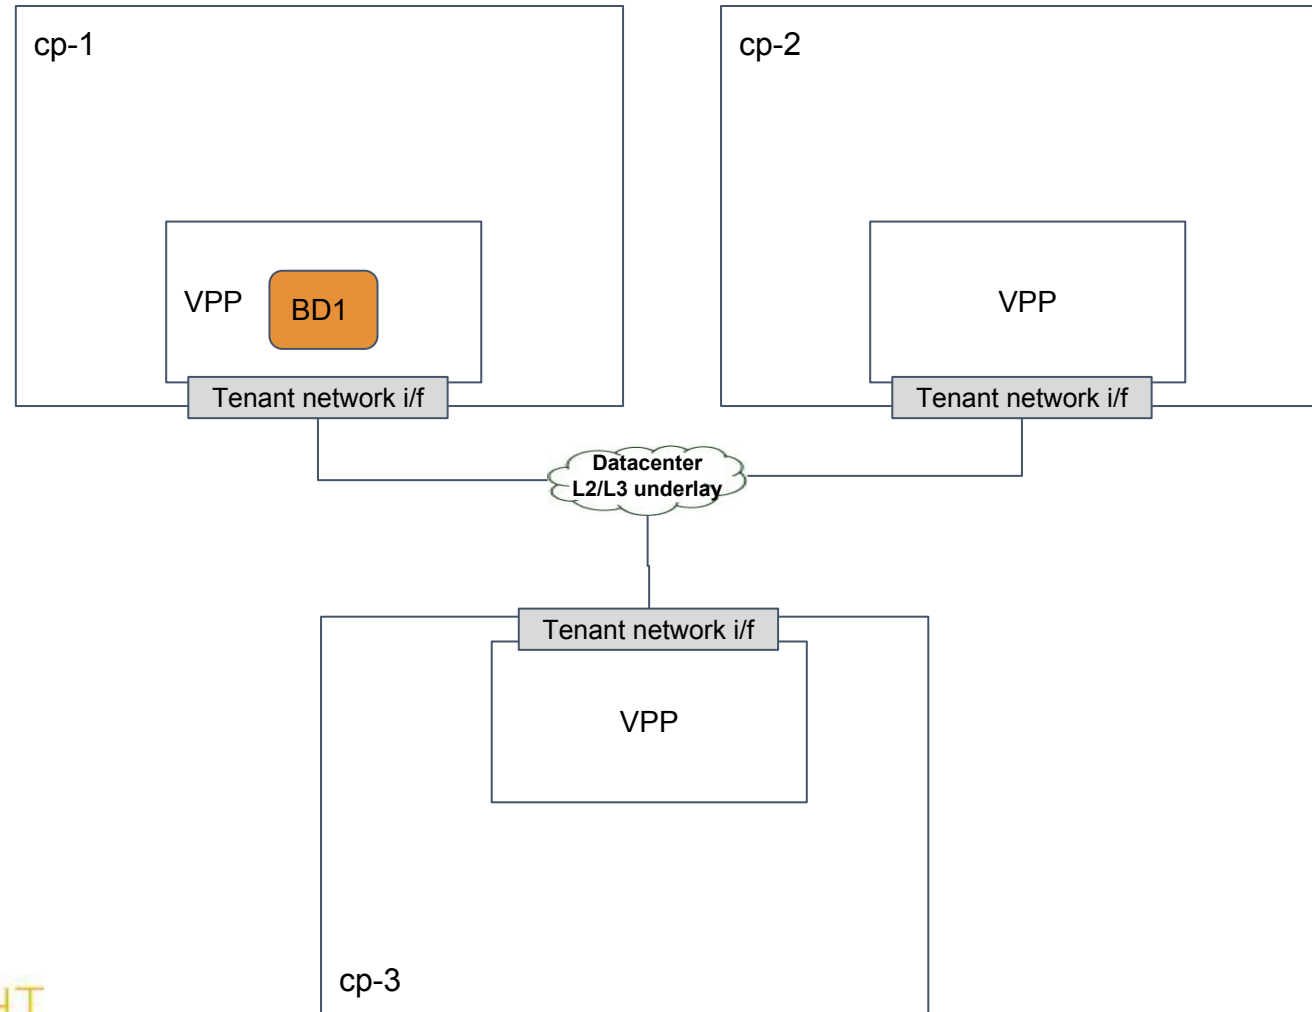 cp-1
cp-2
VPP
BD1
VPP
Tenant network i/f
Tenant network i/f
Datacenter
L2/L3 underlay
Tenant network i/f
VPP
cp-3